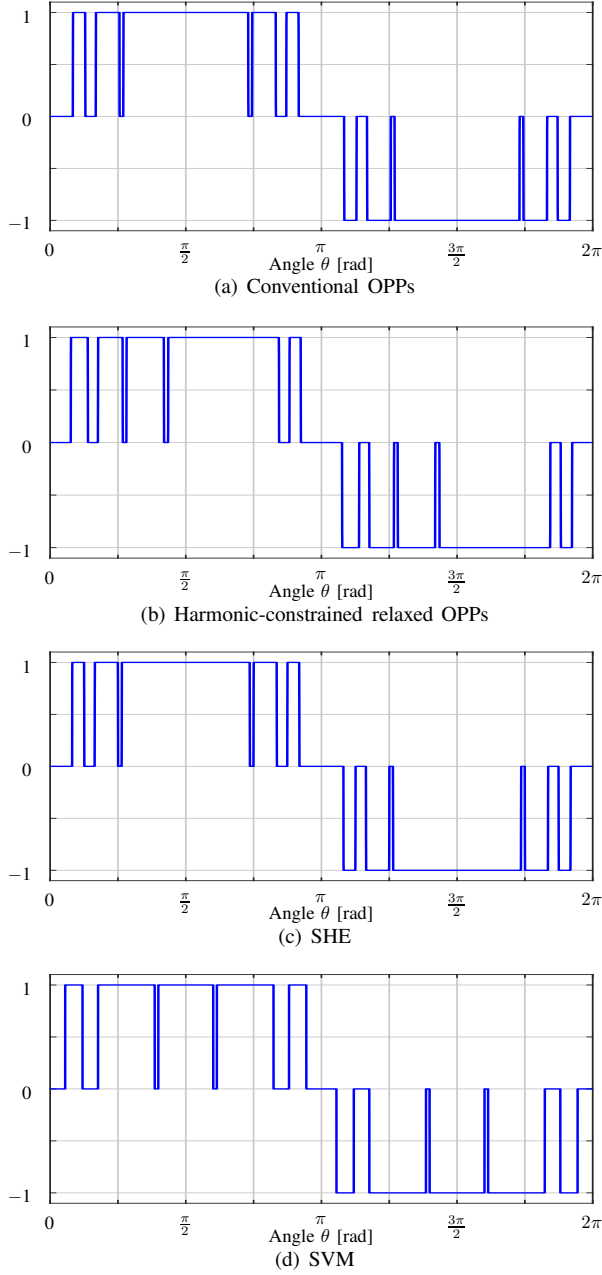 1
0
−1
0
π/2
π
3π/2
2π
Angle θ [rad]
(a) Conventional OPPs
1
0
−1
0
π/2
π
3π/2
2π
Angle θ [rad]
(b) Harmonic-constrained relaxed OPPs
1
0
−1
0
π/2
π
3π/2
2π
Angle θ [rad]
(c) SHE
1
0
−1
0
π/2
π
3π/2
2π
Angle θ [rad]
(d) SVM